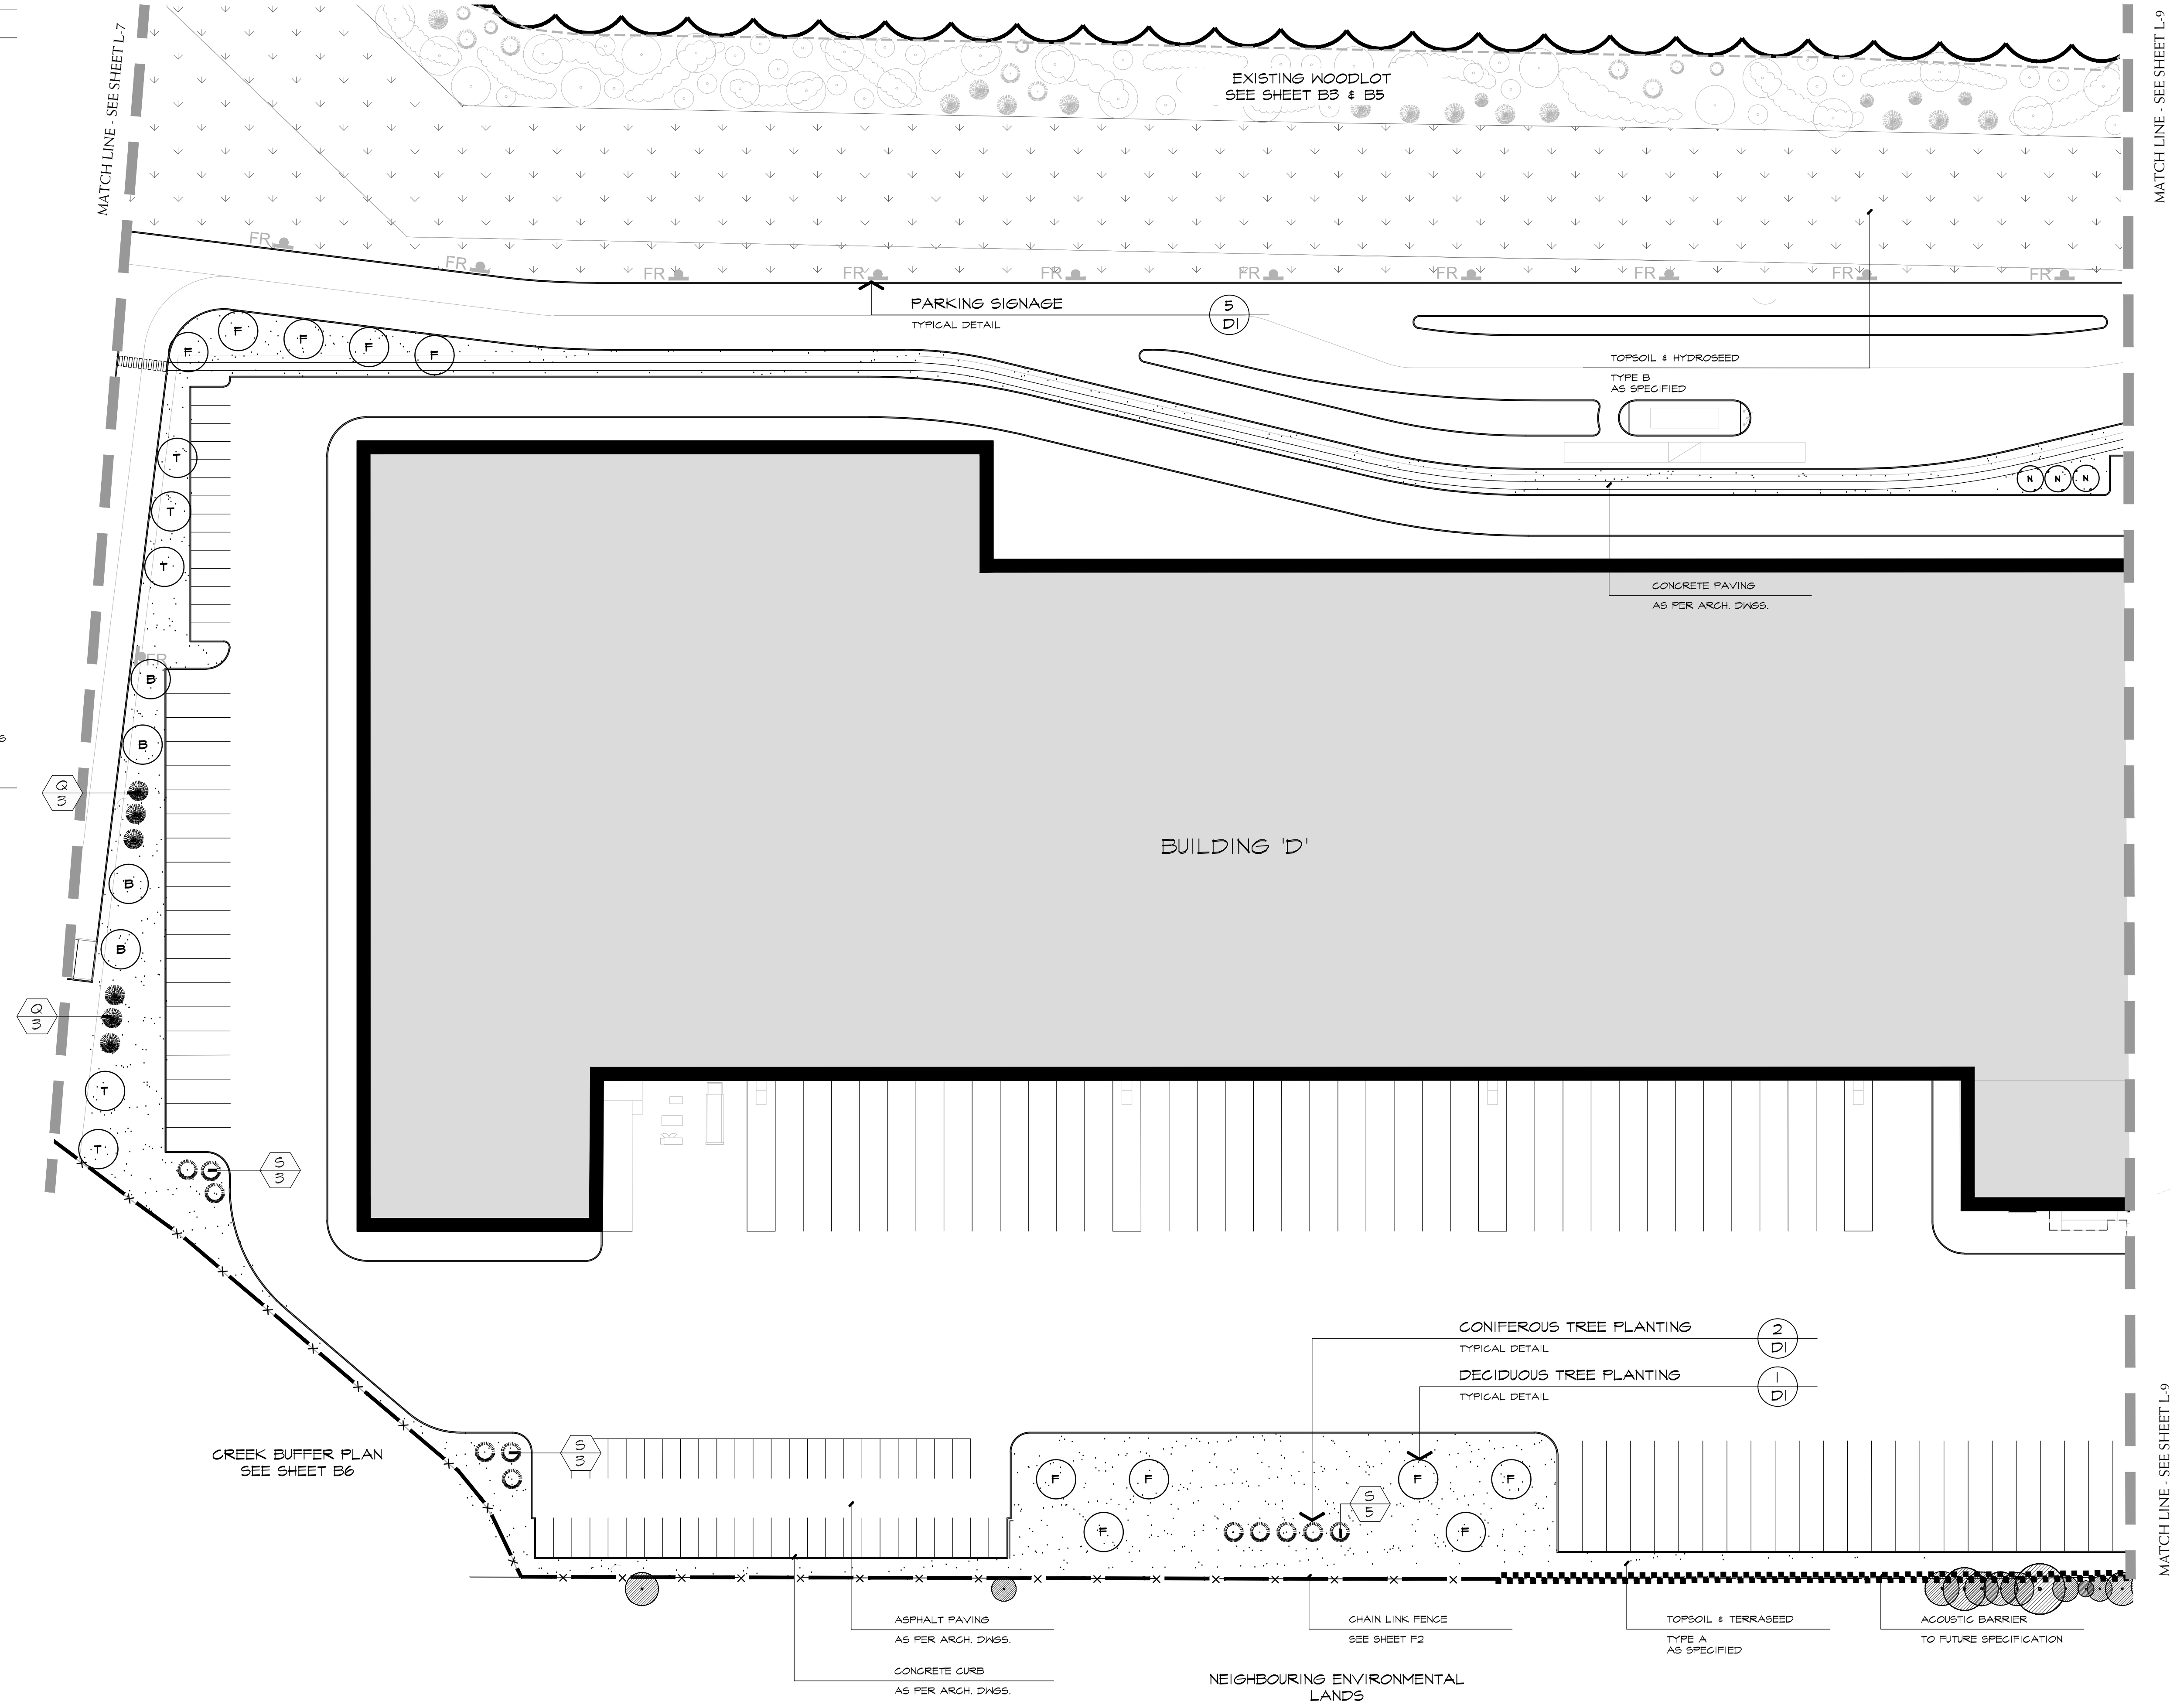 MATCH LINE - SEE SHEET L-7
MATCH LINE - SEE SHEET L-9
EXISTING WOODLOT
SEE SHEET B3 & B5
FR
FR
FR
FR
FR
FR
FR
FR
FR
FR
PARKING SIGNAGE
TYPICAL DETAIL
5
D1
F
F
F
F
F
TOPSOIL & HYDROSEED
TYPE B
AS SPECIFIED
T
T
T
N
N
N
CONCRETE PAVING
AS PER ARCH. DWGS.
FR
B
B
S
Q
3
BUILDING 'D'
B
B
Q
3
T
T
S
3
CONIFEROUS TREE PLANTING
TYPICAL DETAIL
2
D1
DECIDUOUS TREE PLANTING
TYPICAL DETAIL
1
D1
CREEK BUFFER PLAN
SEE SHEET B6
S
3
F
F
F
F
F
F
S
5
MATCH LINE - SEE SHEET L-9
ASPHALT PAVING
AS PER ARCH. DWGS.
CONCRETE CURB
AS PER ARCH. DWGS.
CHAIN LINK FENCE
SEE SHEET F2
TOPSOIL & TERRASEED
TYPE A
AS SPECIFIED
ACOUSTIC BARRIER
TO FUTURE SPECIFICATION
NEIGHBOURING ENVIRONMENTAL
LANDS